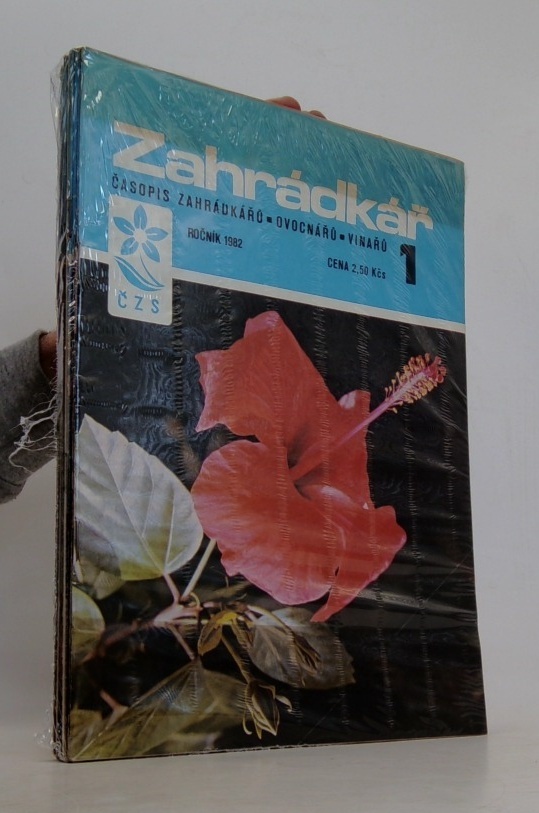 Zahrádkář
ČASOPIS ZAHRÁDKÁŘŮ ▪ OVOCNÁŘŮ ▪ VINAŘŮ
ROČNÍK 1982
CENA 2,50 Kčs
1
ČZS